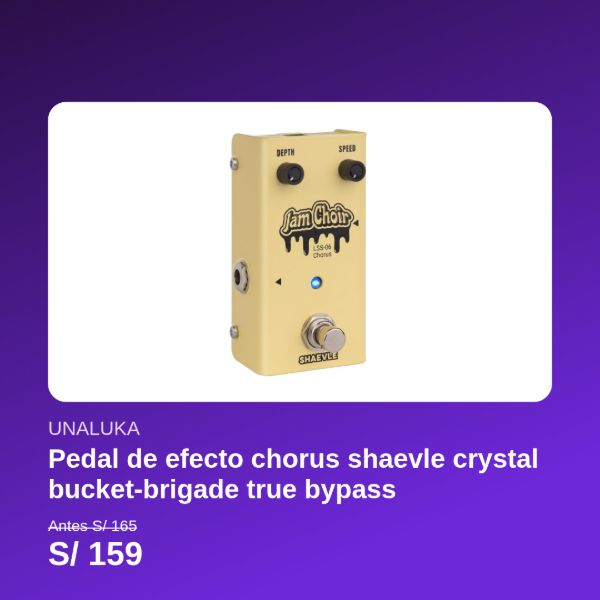 DEPTH
SPEED
Jam Choir
LSS-06
Chorus
SHAEVLE
UNALUKA
Pedal de efecto chorus shaevle crystal
bucket-brigade true bypass
Antes S/ 165
S/ 159